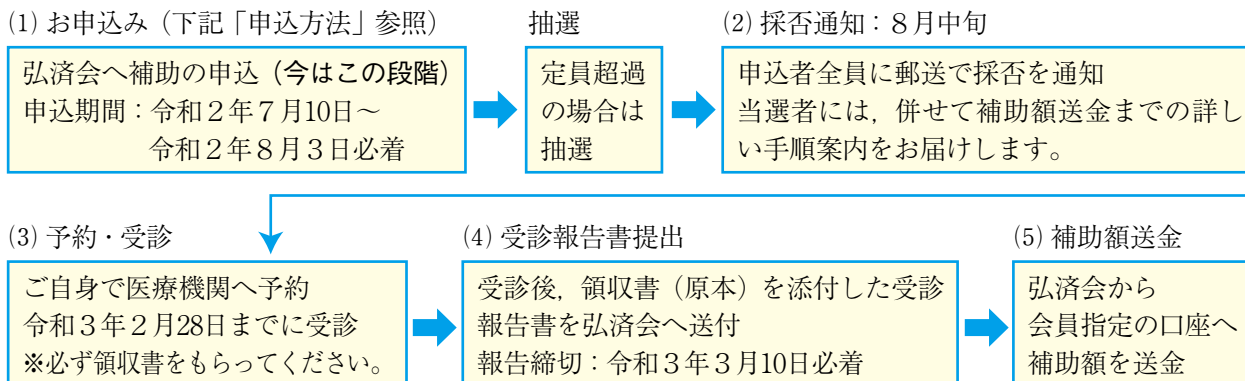 (1) お申込み（下記「申込方法」参照）
弘済会へ補助の申込（今はこの段階）
申込期間：令和２年７月10日～
令和２年８月３日必着
抽選
定員超過
の場合は
抽選
(2) 採否通知：８月中旬
申込者全員に郵送で採否を通知
当選者には，併せて補助額送金までの詳し
い手順案内をお届けします。
(3) 予約・受診
ご自身で医療機関へ予約
令和３年２月28日までに受診
※必ず領収書をもらってください。
(4) 受診報告書提出
受診後，領収書（原本）を添付した受診
報告書を弘済会へ送付
報告締切：令和３年３月10日必着
(5) 補助額送金
弘済会から
会員指定の口座へ
補助額を送金